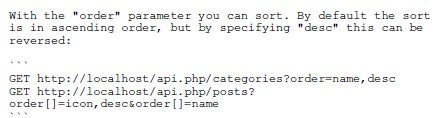 With the "order" parameter you can sort. By default the sort
is in ascending order, but by specifying "desc" this can be
reversed:
```
GET http://localhost/api.php/categories?order=name,desc
GET http://localhost/api.php/posts?
order[]=icon,desc&order[]=name
```